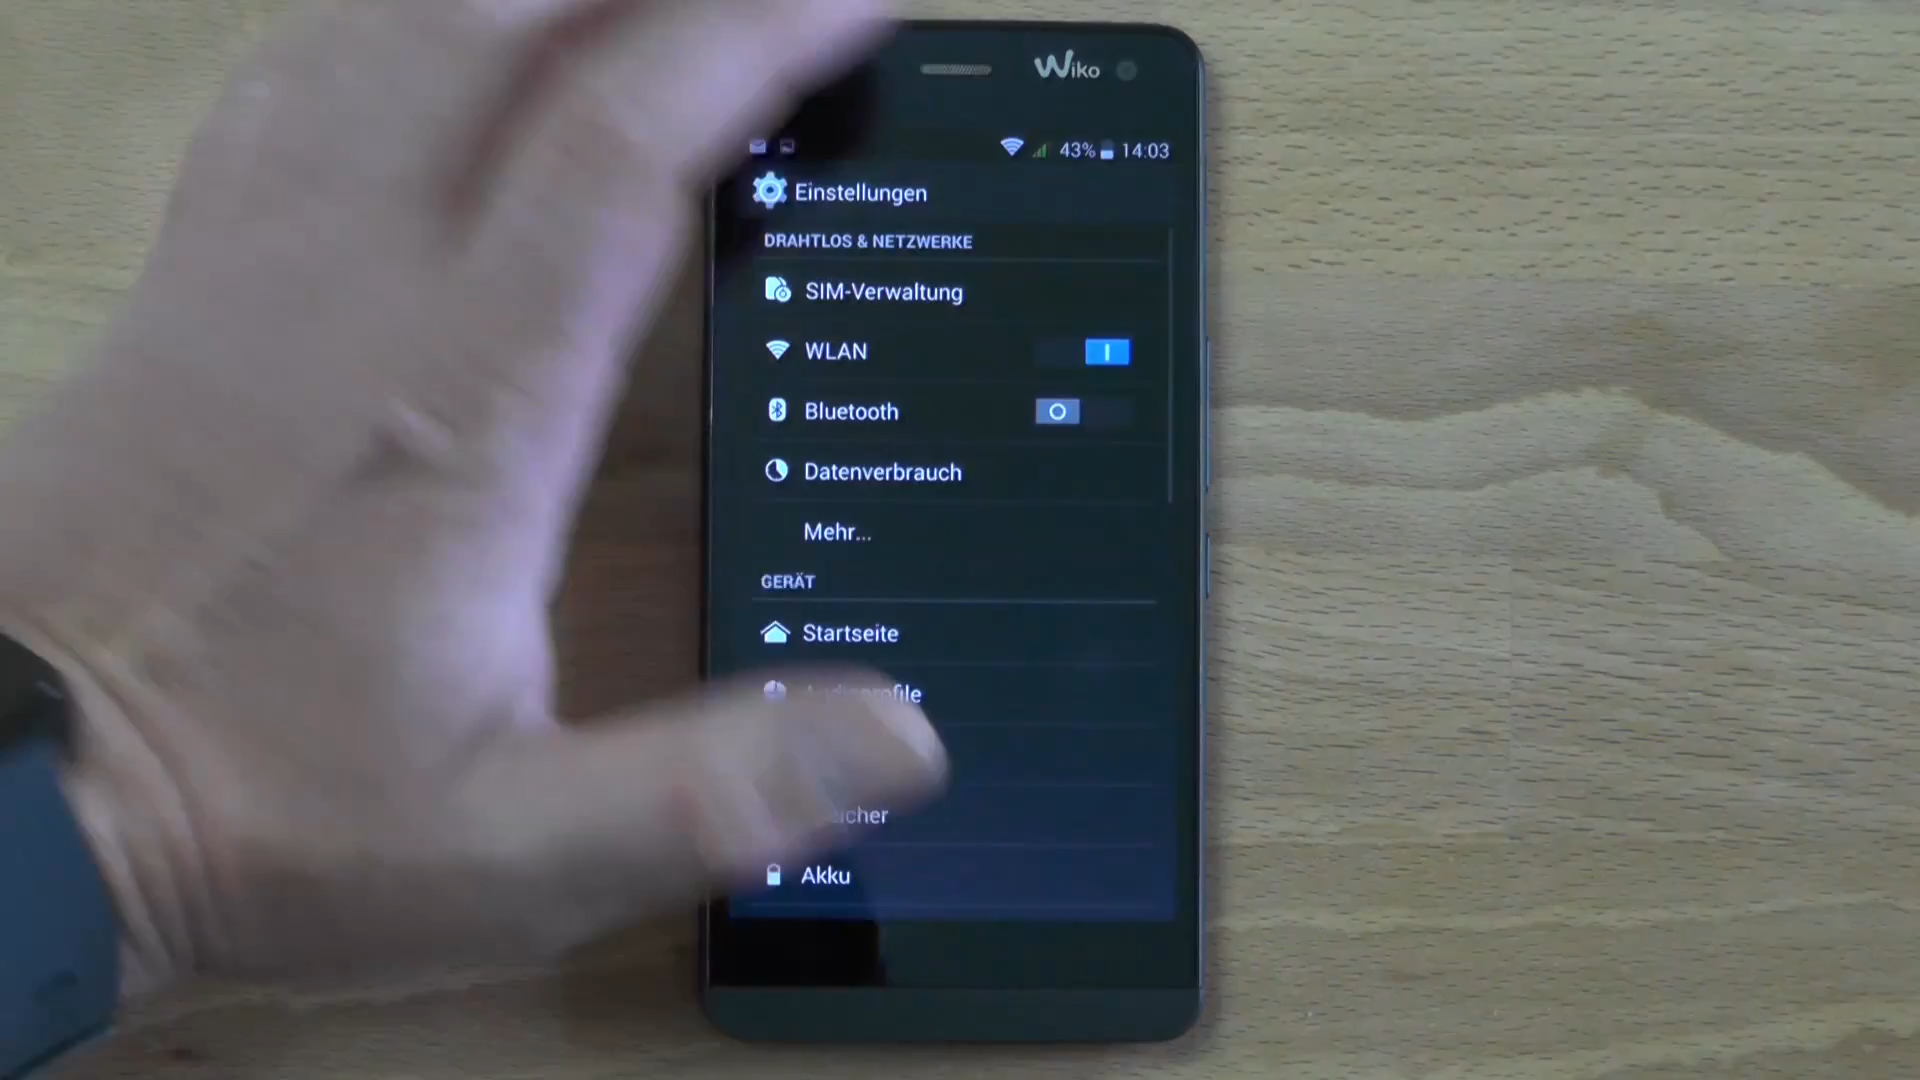 Wiko
43% 14:03
Einstellungen
DRAHTLOS & NETZWERKE
SIM-Verwaltung
WLAN
Bluetooth
Datenverbrauch
Mehr...
GERÄT
Startseite
Akku